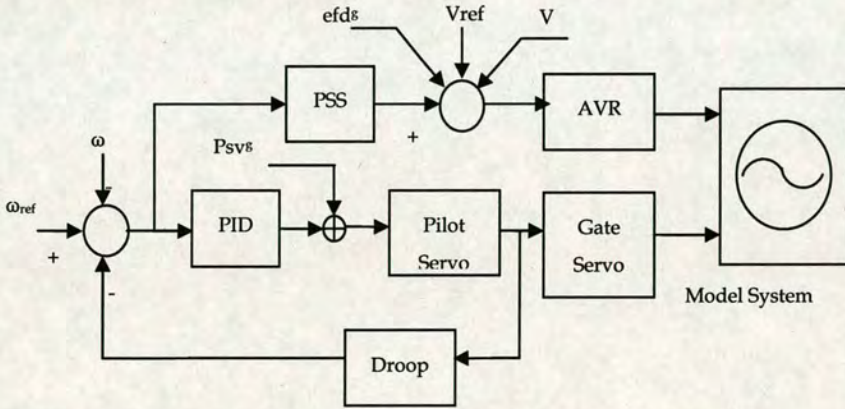 efdᵍ
Vref
V
PSS
+
AVR
Psvᵍ
ω
-
ωref
+
PID
Pilot
Servo
Gate
Servo
-
Model System
Droop